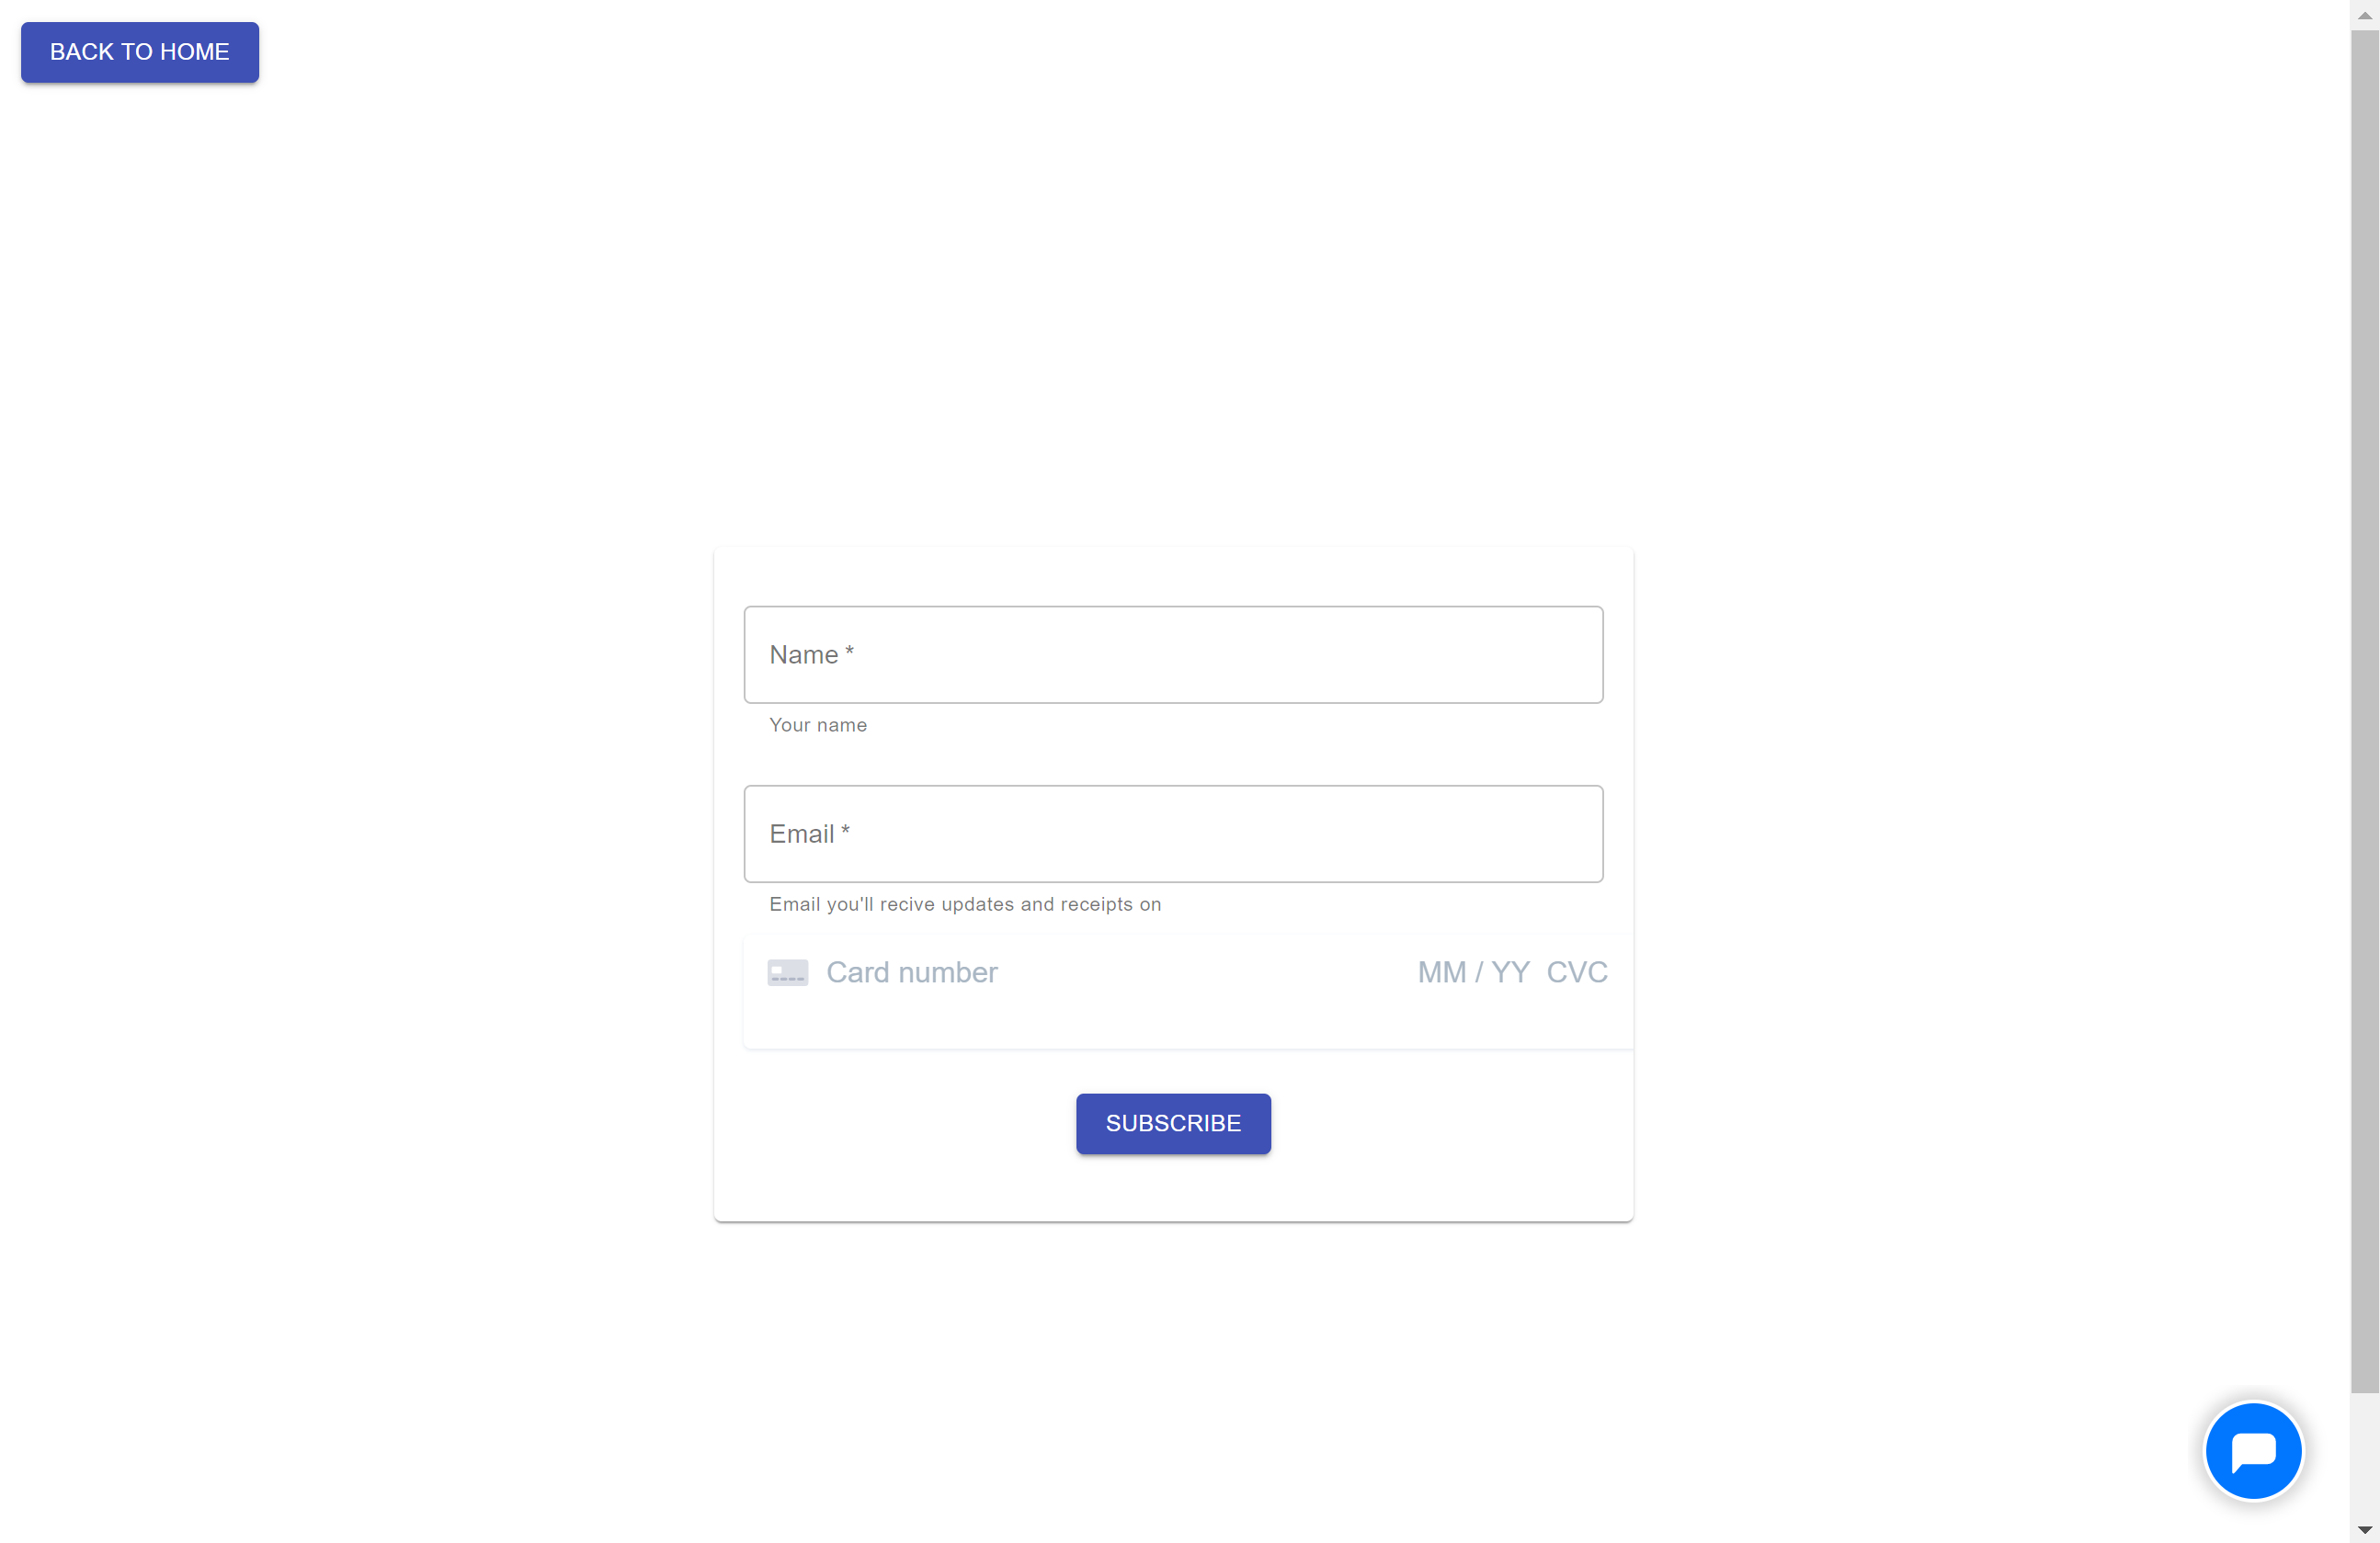 BACK TO HOME
Name *
Your name
Email *
Email you'll recive updates and receipts on
Card number MM / YY CVC
SUBSCRIBE